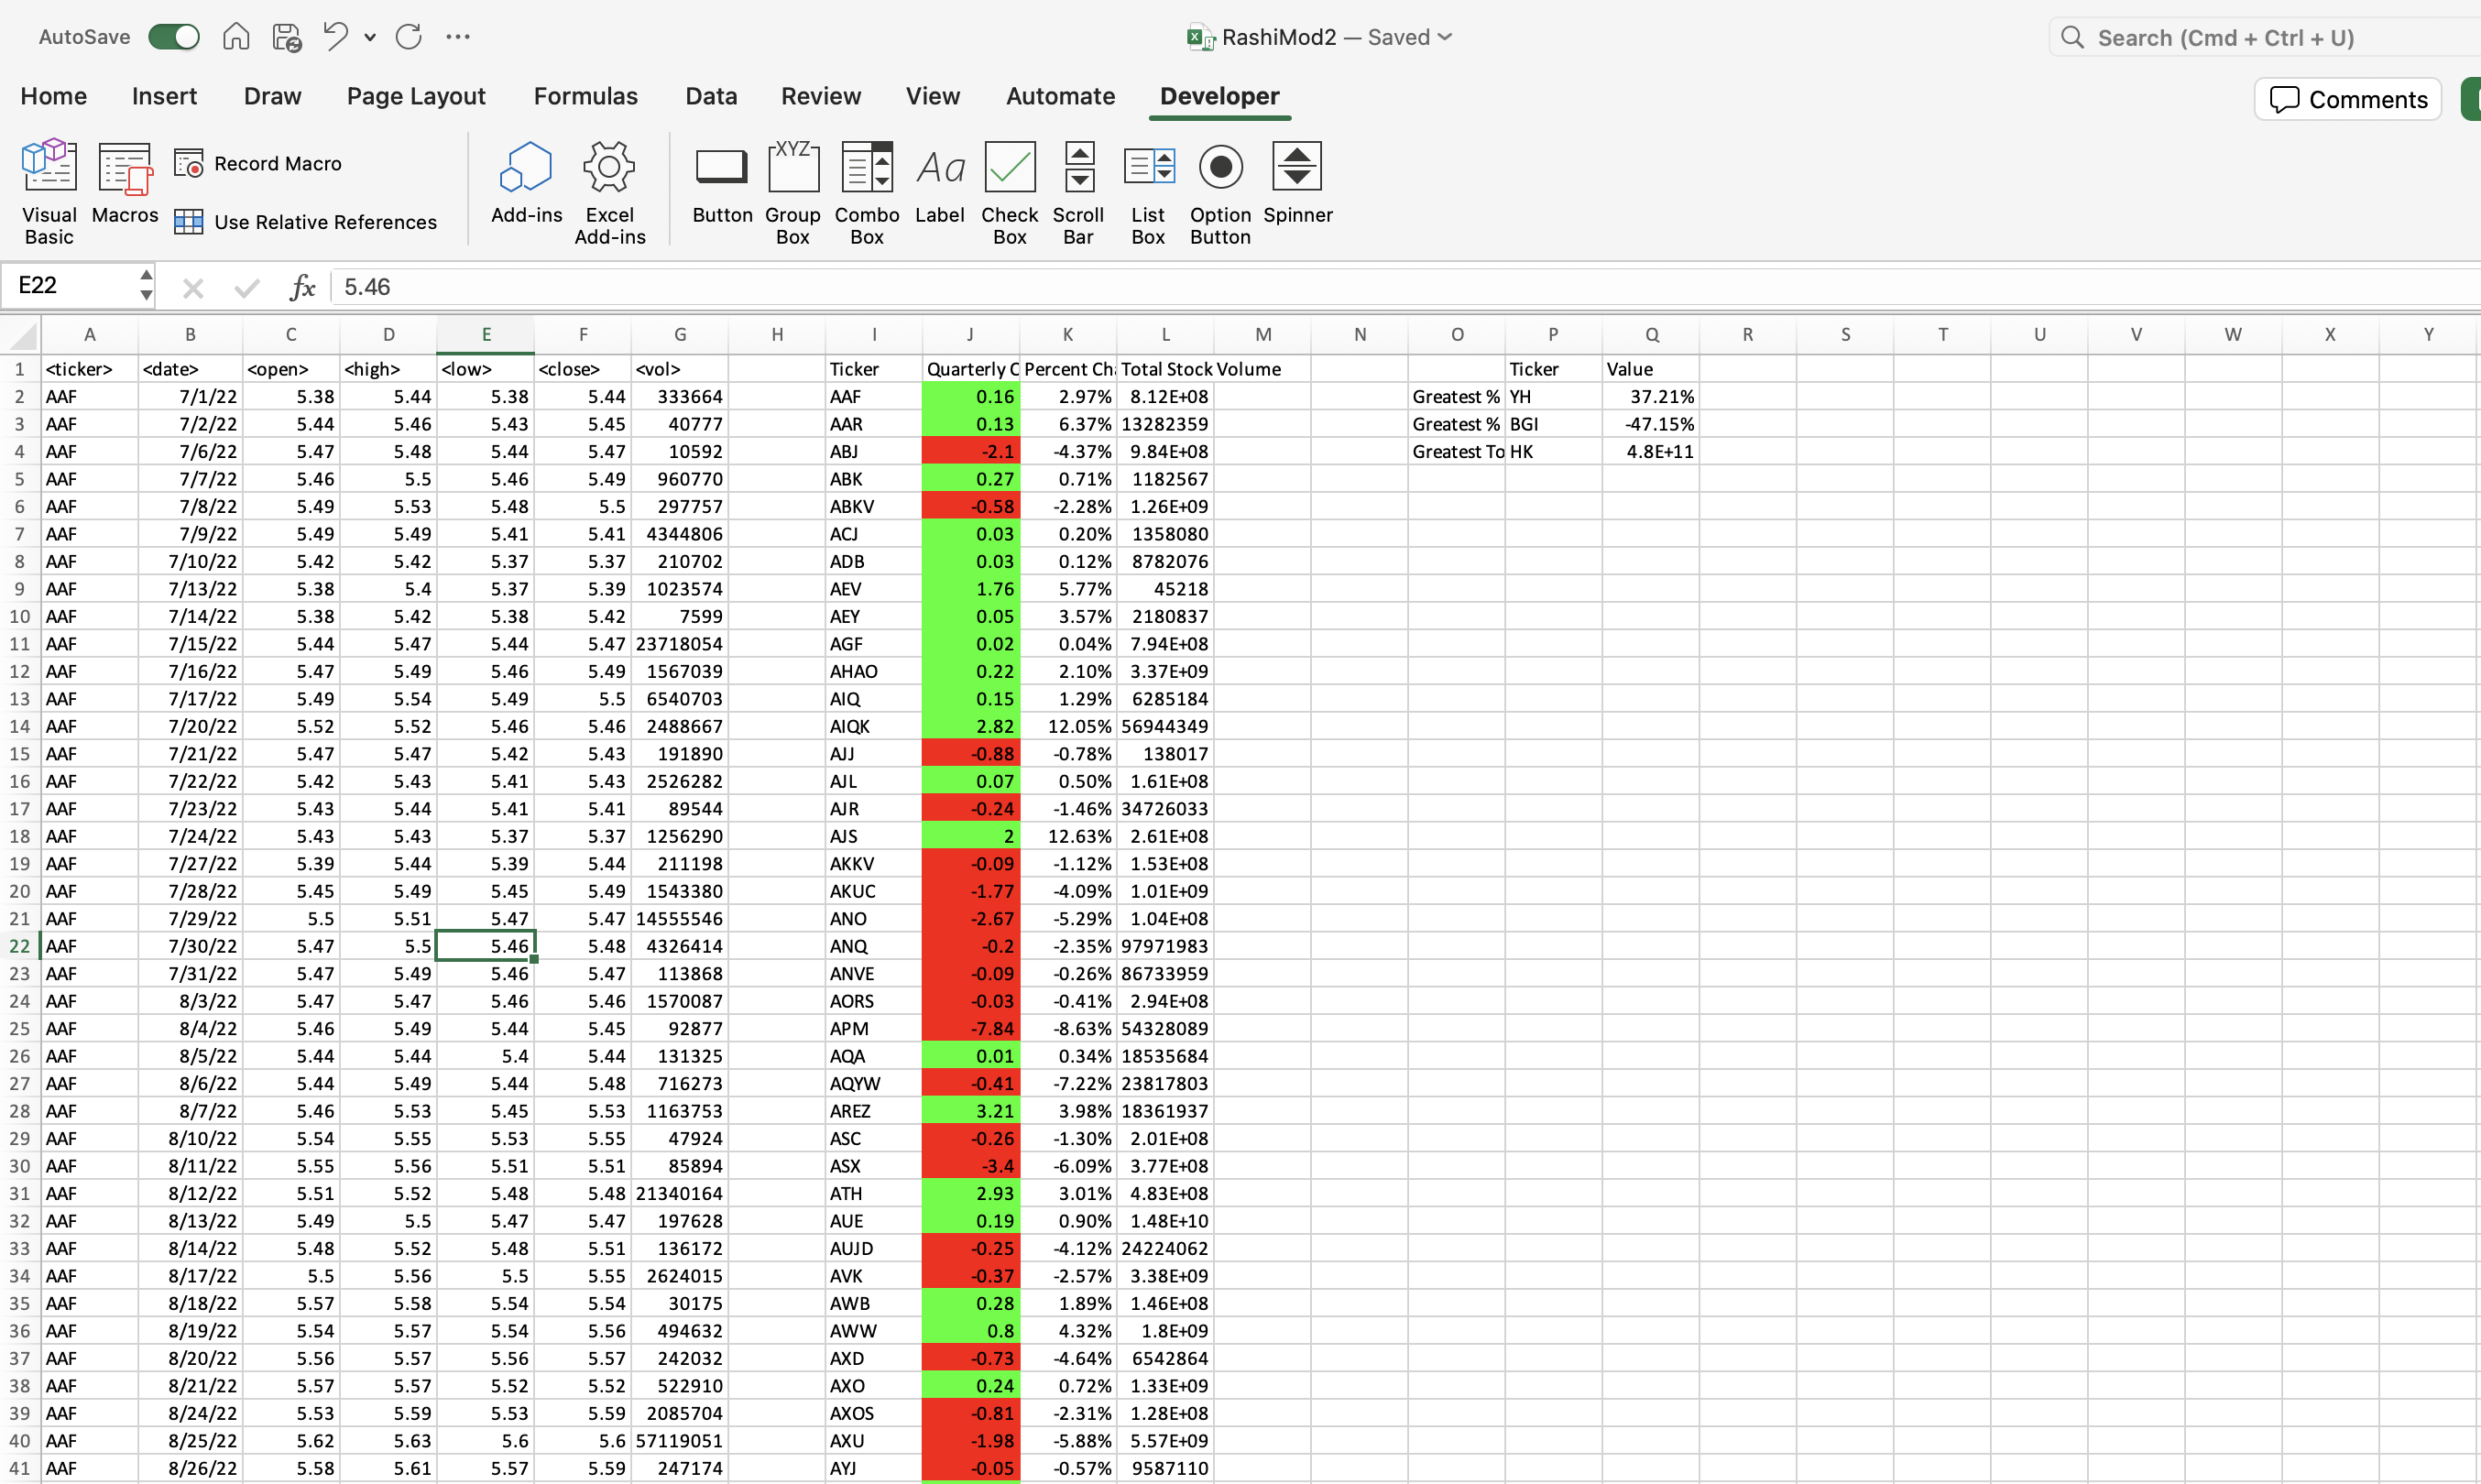 AutoSave RashiMod2 — Saved Search (Cmd + Ctrl + U)
Home Insert Draw Page Layout Formulas Data Review View Automate Developer Comments
Visual Basic Macros Record Macro Use Relative References Add-ins Excel Add-ins Button Group Box Combo Box Label Check Box Scroll Bar List Box Option Button Spinner
XYZ Aa
E22 fx 5.46
A B C D E F G H I J K L M N O P Q R S T U V W X Y
1 <ticker> <date> <open> <high> <low> <close> <vol> Ticker Quarterly C Percent Cha Total Stock Volume Ticker Value
2 AAF 7/1/22 5.38 5.44 5.38 5.44 333664 AAF 0.16 2.97% 8.12E+08 Greatest % YH 37.21%
3 AAF 7/2/22 5.44 5.46 5.43 5.45 40777 AAR 0.13 6.37% 13282359 Greatest % BGI -47.15%
4 AAF 7/6/22 5.47 5.48 5.44 5.47 10592 ABJ -2.1 -4.37% 9.84E+08 Greatest To HK 4.8E+11
5 AAF 7/7/22 5.46 5.5 5.46 5.49 960770 ABK 0.27 0.71% 1182567
6 AAF 7/8/22 5.49 5.53 5.48 5.5 297757 ABKV -0.58 -2.28% 1.26E+09
7 AAF 7/9/22 5.49 5.49 5.41 5.41 4344806 ACJ 0.03 0.20% 1358080
8 AAF 7/10/22 5.42 5.42 5.37 5.37 210702 ADB 0.03 0.12% 8782076
9 AAF 7/13/22 5.38 5.4 5.37 5.39 1023574 AEV 1.76 5.77% 45218
10 AAF 7/14/22 5.38 5.42 5.38 5.42 7599 AEY 0.05 3.57% 2180837
11 AAF 7/15/22 5.44 5.47 5.44 5.47 23718054 AGF 0.02 0.04% 7.94E+08
12 AAF 7/16/22 5.47 5.49 5.46 5.49 1567039 AHAO 0.22 2.10% 3.37E+09
13 AAF 7/17/22 5.49 5.54 5.49 5.5 6540703 AIQ 0.15 1.29% 6285184
14 AAF 7/20/22 5.52 5.52 5.46 5.46 2488667 AIQK 2.82 12.05% 56944349
15 AAF 7/21/22 5.47 5.47 5.42 5.43 191890 AJJ -0.88 -0.78% 138017
16 AAF 7/22/22 5.42 5.43 5.41 5.43 2526282 AJL 0.07 0.50% 1.61E+08
17 AAF 7/23/22 5.43 5.44 5.41 5.41 89544 AJR -0.24 -1.46% 34726033
18 AAF 7/24/22 5.43 5.43 5.37 5.37 1256290 AJS 2 12.63% 2.61E+08
19 AAF 7/27/22 5.39 5.44 5.39 5.44 211198 AKKV -0.09 -1.12% 1.53E+08
20 AAF 7/28/22 5.45 5.49 5.45 5.49 1543380 AKUC -1.77 -4.09% 1.01E+09
21 AAF 7/29/22 5.5 5.51 5.47 5.47 14555546 ANO -2.67 -5.29% 1.04E+08
22 AAF 7/30/22 5.47 5.5 5.46 5.48 4326414 ANQ -0.2 -2.35% 97971983
23 AAF 7/31/22 5.47 5.49 5.46 5.47 113868 ANVE -0.09 -0.26% 86733959
24 AAF 8/3/22 5.47 5.47 5.46 5.46 1570087 AORS -0.03 -0.41% 2.94E+08
25 AAF 8/4/22 5.46 5.49 5.44 5.45 92877 APM -7.84 -8.63% 54328089
26 AAF 8/5/22 5.44 5.44 5.4 5.44 131325 AQA 0.01 0.34% 18535684
27 AAF 8/6/22 5.44 5.49 5.44 5.48 716273 AQYW -0.41 -7.22% 23817803
28 AAF 8/7/22 5.46 5.53 5.45 5.53 1163753 AREZ 3.21 3.98% 18361937
29 AAF 8/10/22 5.54 5.55 5.53 5.55 47924 ASC -0.26 -1.30% 2.01E+08
30 AAF 8/11/22 5.55 5.56 5.51 5.51 85894 ASX -3.4 -6.09% 3.77E+08
31 AAF 8/12/22 5.51 5.52 5.48 5.48 21340164 ATH 2.93 3.01% 4.83E+08
32 AAF 8/13/22 5.49 5.5 5.47 5.47 197628 AUE 0.19 0.90% 1.48E+10
33 AAF 8/14/22 5.48 5.52 5.48 5.51 136172 AUJD -0.25 -4.12% 24224062
34 AAF 8/17/22 5.5 5.56 5.5 5.55 2624015 AVK -0.37 -2.57% 3.38E+09
35 AAF 8/18/22 5.57 5.58 5.54 5.54 30175 AWB 0.28 1.89% 1.46E+08
36 AAF 8/19/22 5.54 5.57 5.54 5.56 494632 AWW 0.8 4.32% 1.8E+09
37 AAF 8/20/22 5.56 5.57 5.56 5.57 242032 AXD -0.73 -4.64% 6542864
38 AAF 8/21/22 5.57 5.57 5.52 5.52 522910 AXO 0.24 0.72% 1.33E+09
39 AAF 8/24/22 5.53 5.59 5.53 5.59 2085704 AXOS -0.81 -2.31% 1.28E+08
40 AAF 8/25/22 5.62 5.63 5.6 5.6 57119051 AXU -1.98 -5.88% 5.57E+09
41 AAF 8/26/22 5.58 5.61 5.57 5.59 247174 AYJ -0.05 -0.57% 9587110